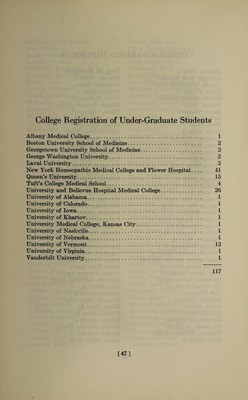 College Registration of Under-Graduate Students
Albany Medical College 1
Boston University School of Medicine 2
Georgetown University School of Medicine 2
George Washington University 3
Laval University 3
New York Homeopathic Medical College and Flower Hospital 41
Queen's University 15
Tuft's College Medical School 4
University and Bellevue Hospital Medical College 26
University of Alabama 1
University of Colorado 1
University of Iowa 1
University of Kharkov 1
University Medical College, Kansas City 1
University of Nashville 1
University of Nebraska 1
University of Vermont 12
University of Virginia 1
Vanderbilt University 1
117
[47]